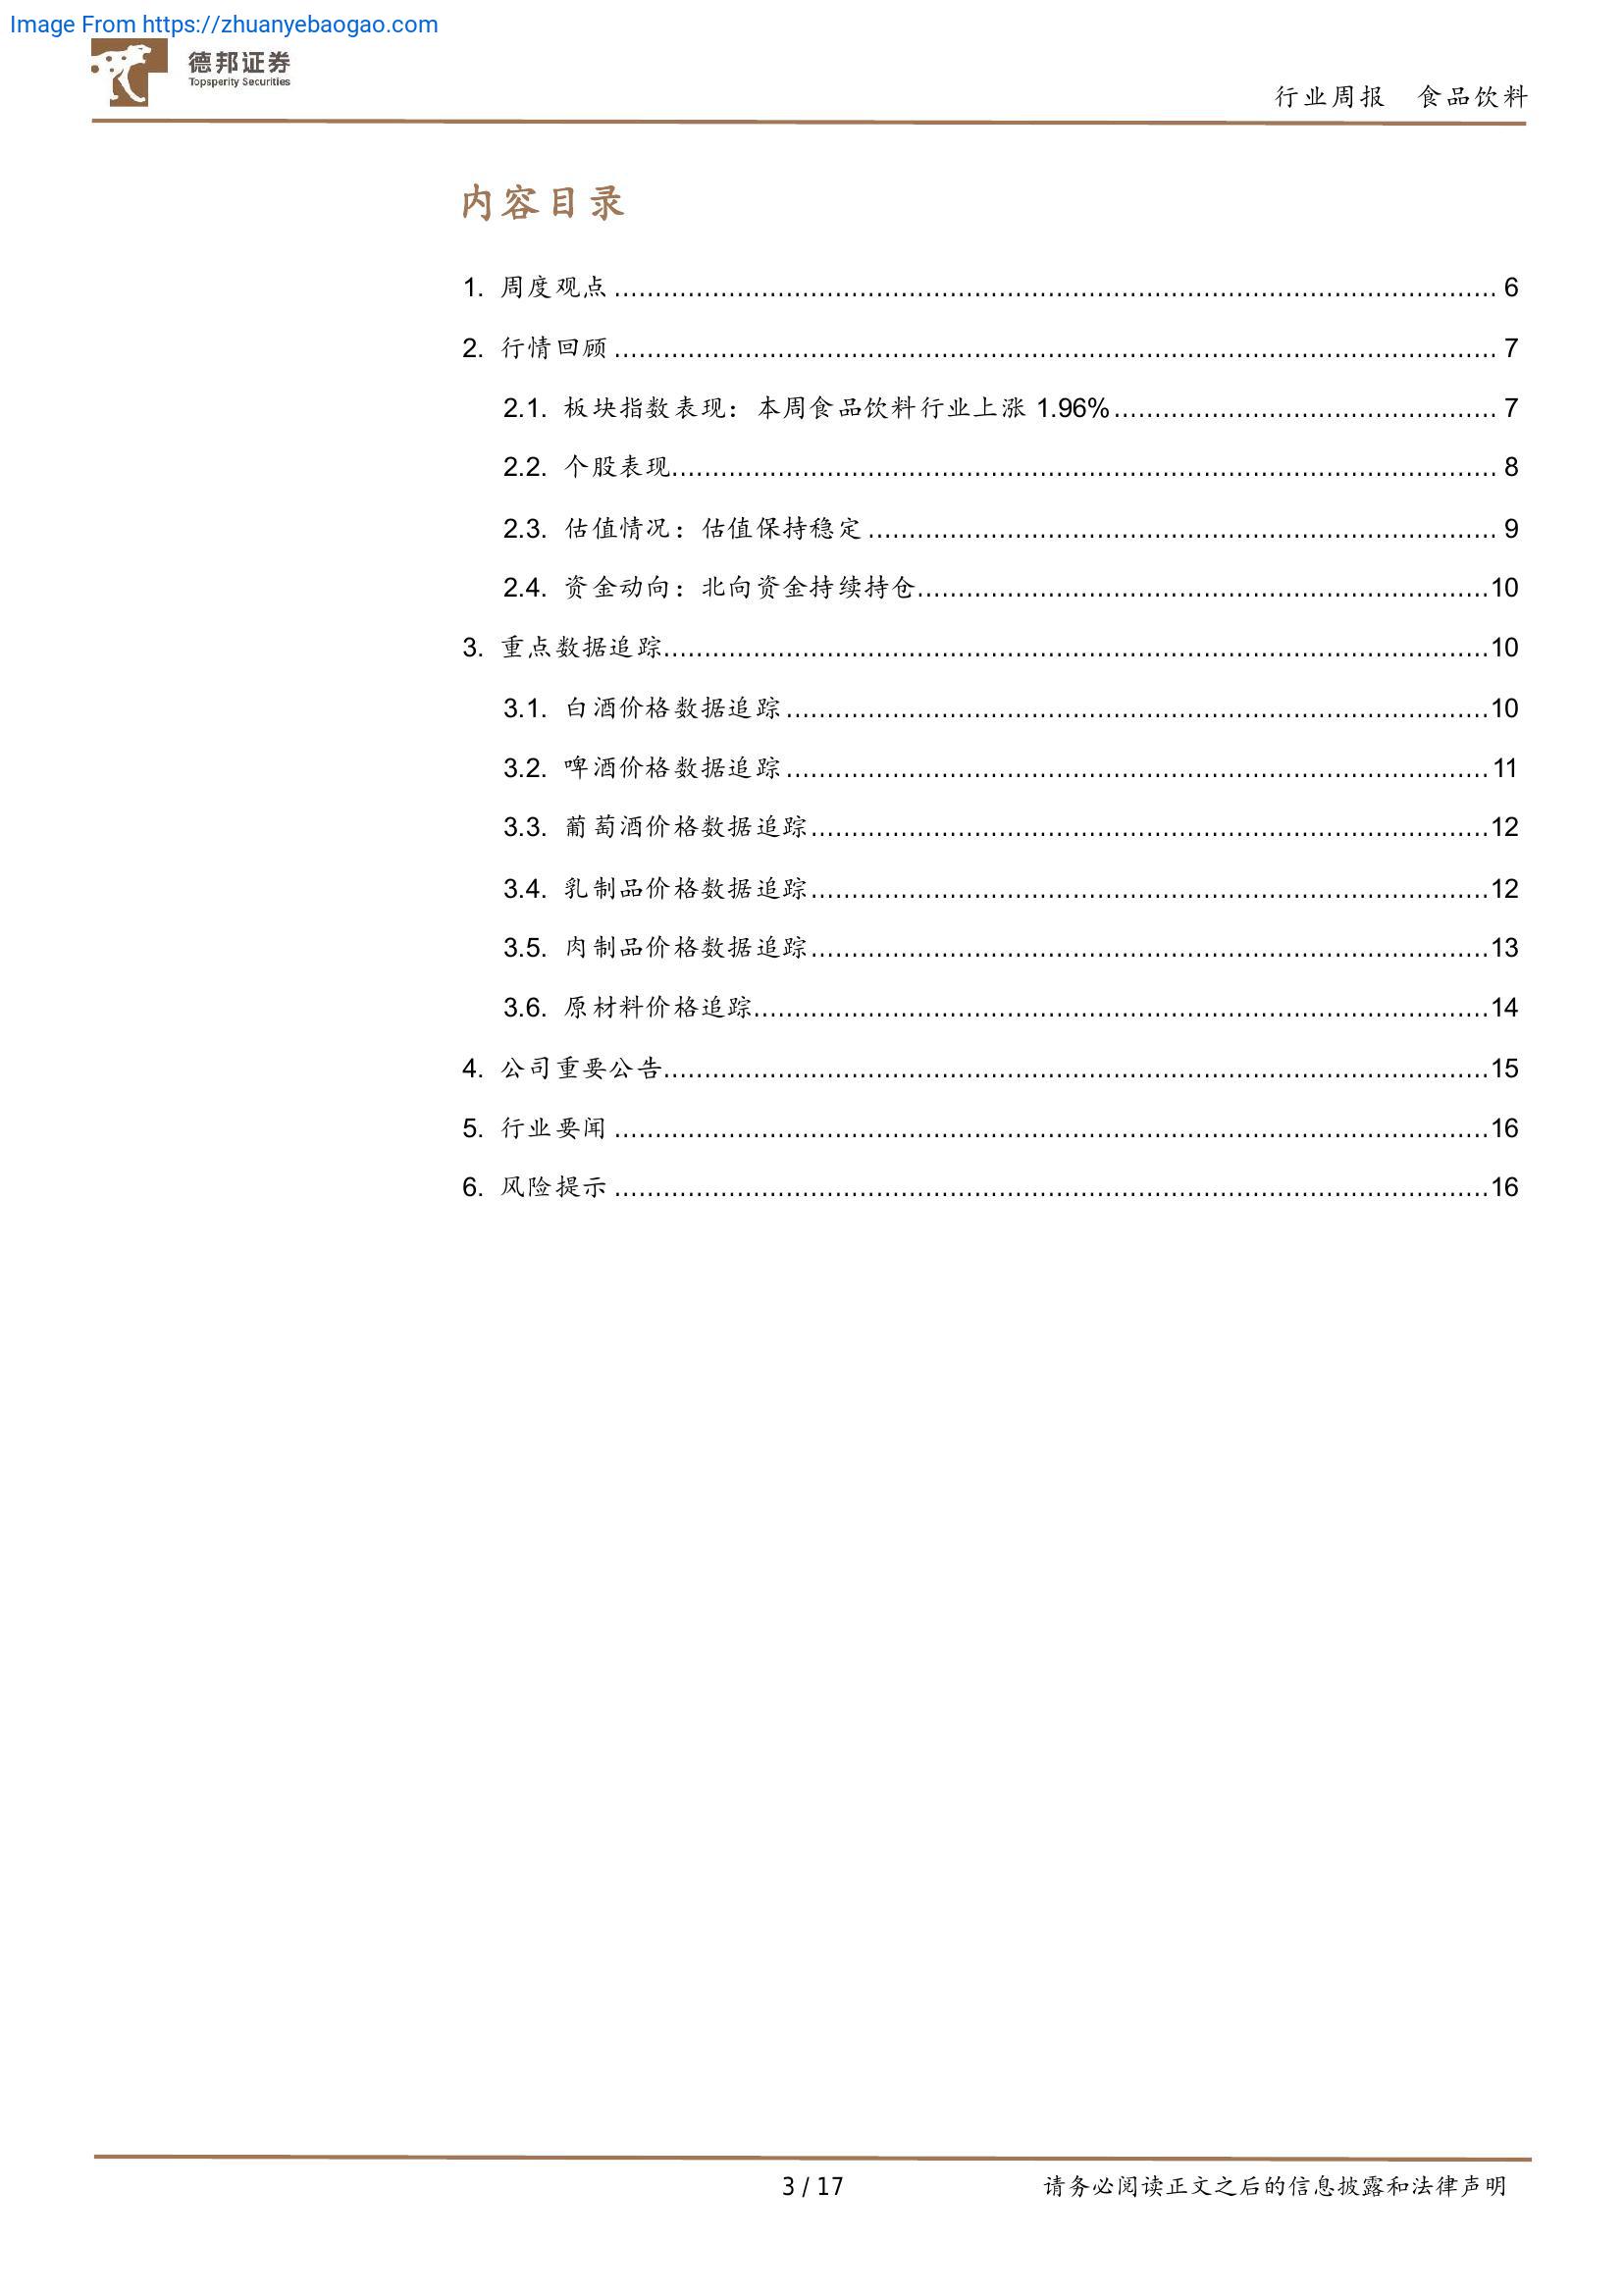 Image From https://zhuanyebaogao.com
德邦证券
Topsperity Securities
行业周报 食品饮料
内容目录
1. 周度观点 ........................................................ 6
2. 行情回顾 ........................................................ 7
2.1. 板块指数表现：本周食品饮料行业上涨 1.96% ........................................................ 7
2.2. 个股表现 ........................................................ 8
2.3. 估值情况：估值保持稳定 ........................................................ 9
2.4. 资金动向：北向资金持续持仓 ........................................................ 10
3. 重点数据追踪 ........................................................ 10
3.1. 白酒价格数据追踪 ........................................................ 10
3.2. 啤酒价格数据追踪 ........................................................ 11
3.3. 葡萄酒价格数据追踪 ........................................................ 12
3.4. 乳制品价格数据追踪 ........................................................ 12
3.5. 肉制品价格数据追踪 ........................................................ 13
3.6. 原材料价格追踪 ........................................................ 14
4. 公司重要公告 ........................................................ 15
5. 行业要闻 ........................................................ 16
6. 风险提示 ........................................................ 16
3 / 17 请务必阅读正文之后的信息披露和法律声明